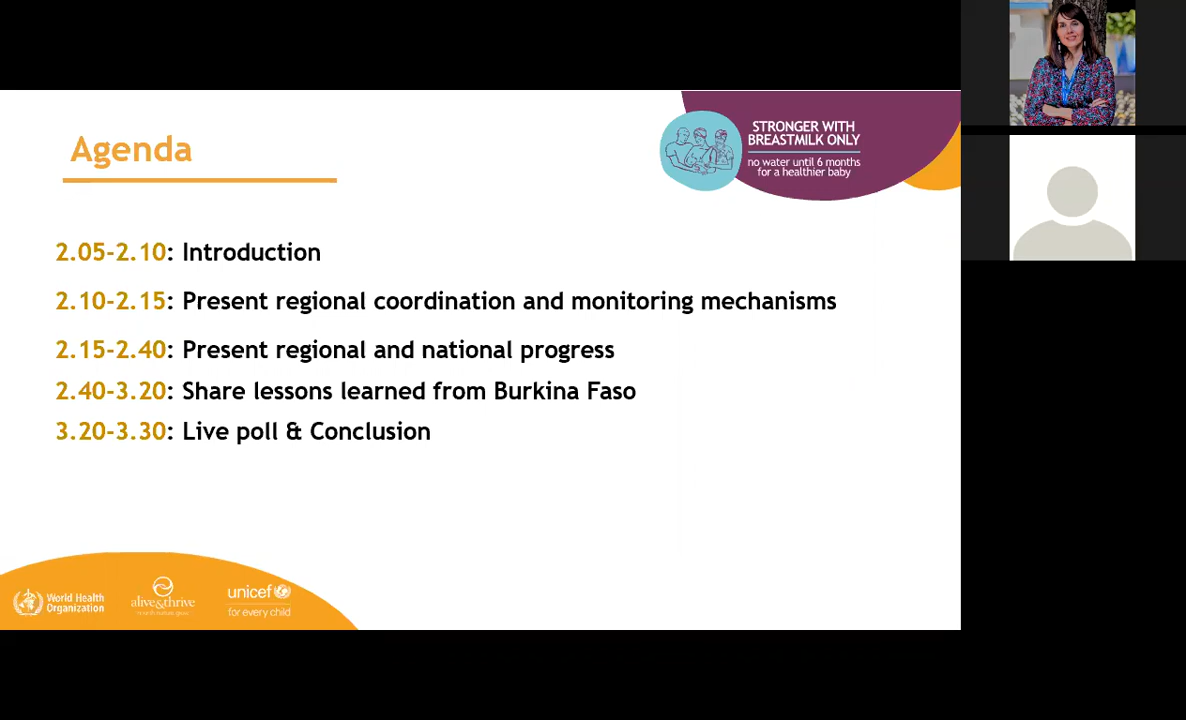 Agenda
STRONGER WITH
BREASTMILK ONLY
no water until 6 months
for a healthier baby
2.05-2.10: Introduction
2.10-2.15: Present regional coordination and monitoring mechanisms
2.15-2.40: Present regional and national progress
2.40-3.20: Share lessons learned from Burkina Faso
3.20-3.30: Live poll & Conclusion
World Health
Organization
alive&thrive
unicef
for every child